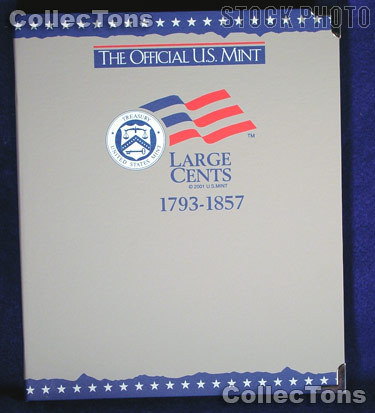 CollecTons
STOCK PHOTO
THE OFFICIAL U.S. MINT
TREASURY
UNITED STATES MINT
TM
LARGE
CENTS
© 2001 U.S.MINT
1793-1857
CollecTons